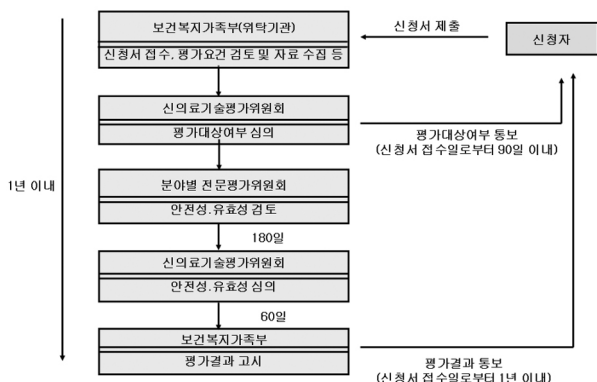 보건복지가족부(위탁기관)
신청서 제출
신청자
신청서 접수, 평가요건 검토 및 자료 수집 등
신의료기술평가위원회
평가대상여부 심의
평가대상여부 통보
(신청서 접수일로부터 90일 이내)
1년 이내
분야별 전문평가위원회
안전성.유효성 검토
180일
신의료기술평가위원회
안전성.유효성 심의
60일
보건복지가족부
평가결과 고시
평가결과 통보
(신청서 접수일로부터 1년 이내)